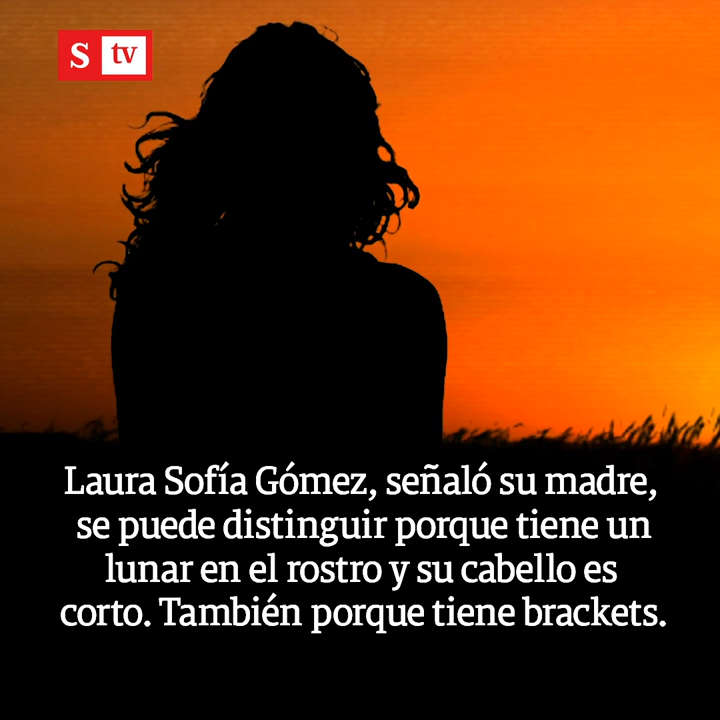 S tv
Laura Sofía Gómez, señaló su madre,
se puede distinguir porque tiene un
lunar en el rostro y su cabello es
corto. También porque tiene brackets.